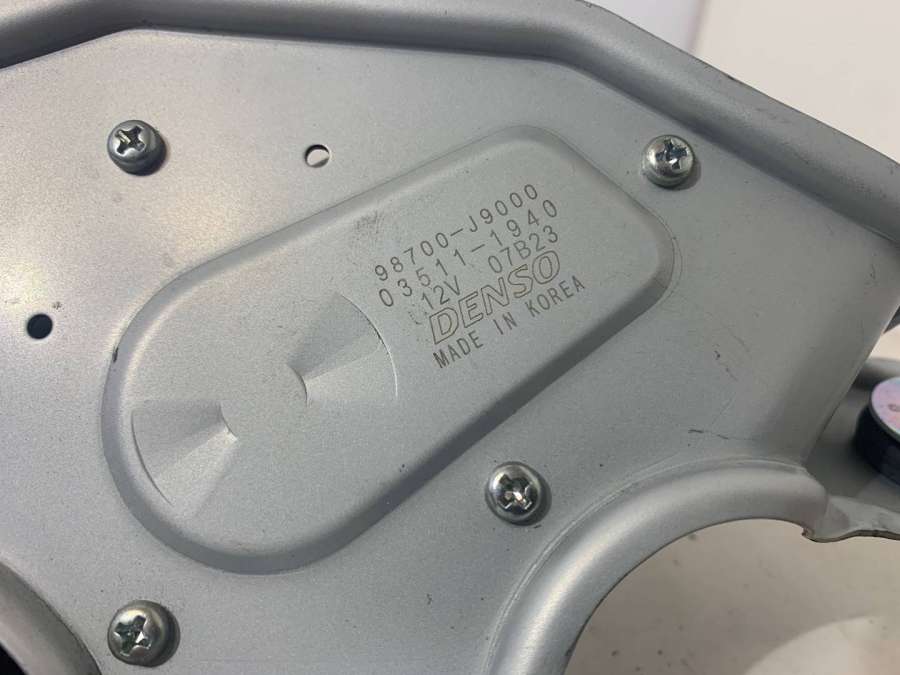 98700-J9000
03511-1940
12V 07B23
DENSO
MADE IN KOREA